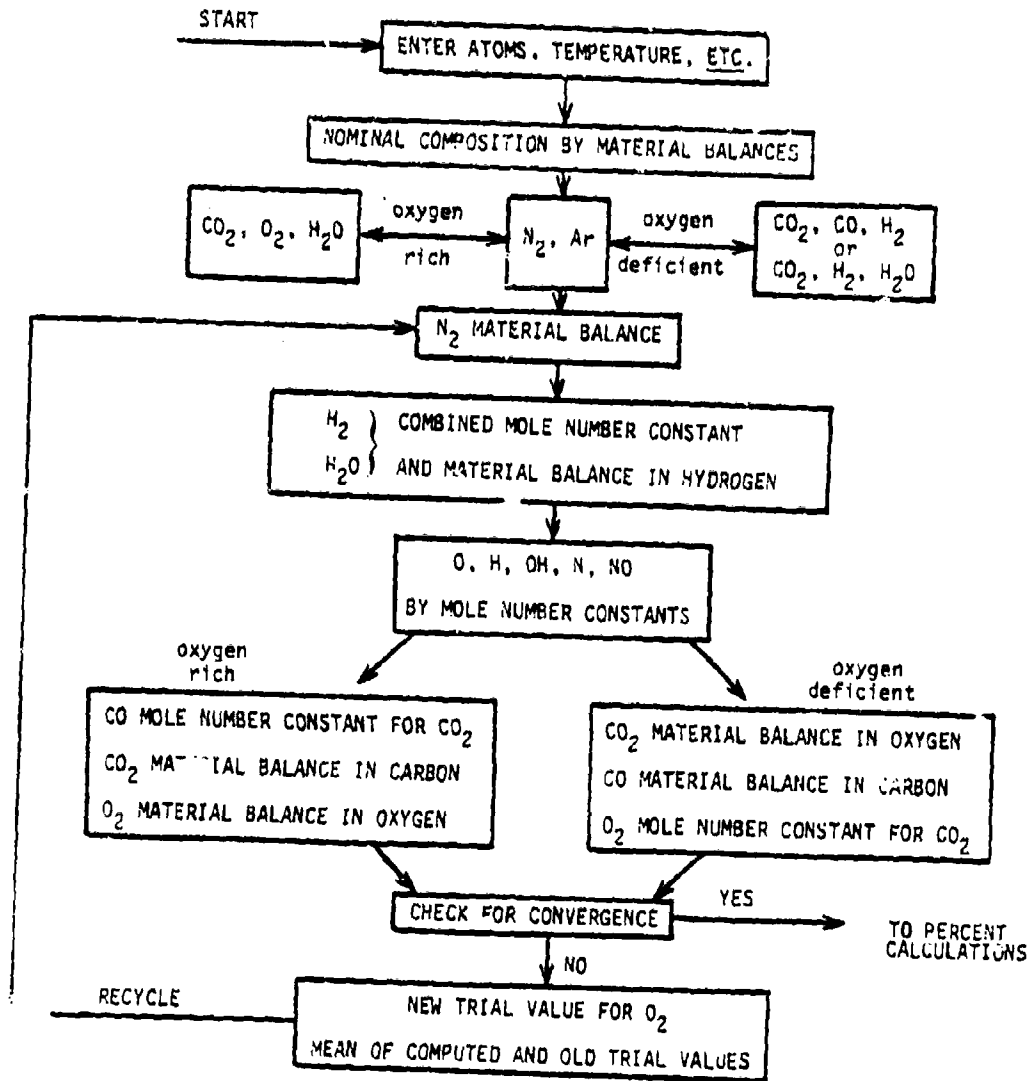 START
ENTER ATOMS, TEMPERATURE, ETC.
NOMINAL COMPOSITION BY MATERIAL BALANCES
CO2, O2, H2O
oxygen
rich
N2, Ar
oxygen
deficient
CO2, CO, H2
or
CO2, H2, H2O
N2 MATERIAL BALANCE
H2 } COMBINED MOLE NUMBER CONSTANT
H2O } AND MATERIAL BALANCE IN HYDROGEN
O, H, OH, N, NO
BY MOLE NUMBER CONSTANTS
oxygen
rich
oxygen
deficient
CO MOLE NUMBER CONSTANT FOR CO2
CO2 MATERIAL BALANCE IN CARBON
O2 MATERIAL BALANCE IN OXYGEN
CO2 MATERIAL BALANCE IN OXYGEN
CO MATERIAL BALANCE IN CARBON
O2 MOLE NUMBER CONSTANT FOR CO2
CHECK FOR CONVERGENCE
YES
TO PERCENT
CALCULATIONS
NO
RECYCLE
NEW TRIAL VALUE FOR O2
MEAN OF COMPUTED AND OLD TRIAL VALUES